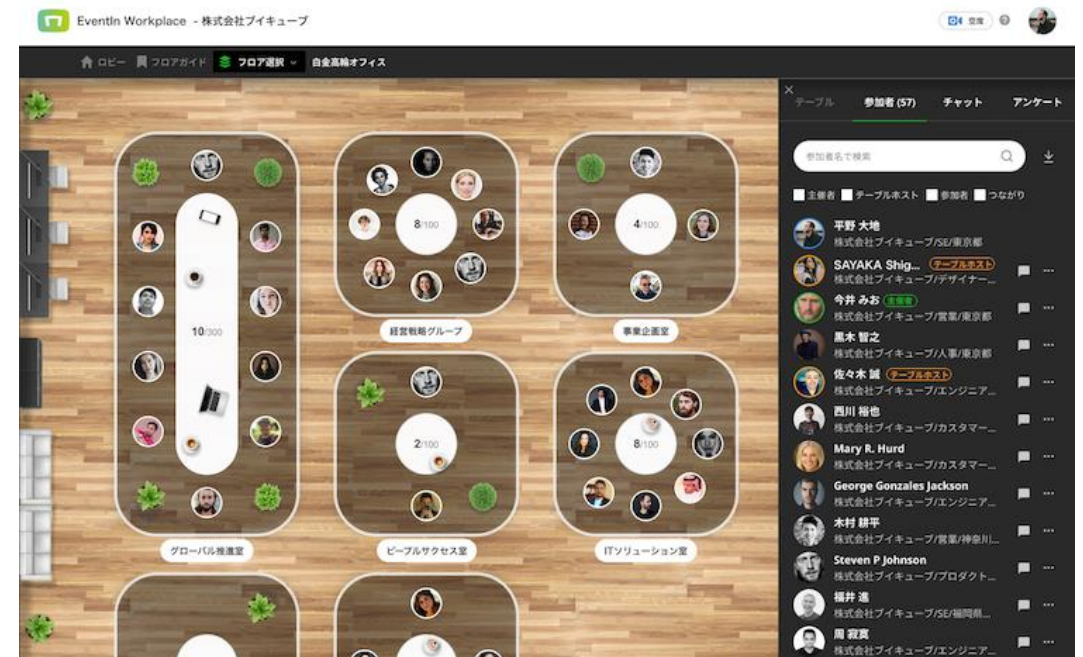 EventIn Workplace - 株式会社ブイキューブ
空席
ロビー
フロアガイド
フロア選択
白金高輪オフィス
テーブル
参加者 (57)
チャット
アンケート
参加者名で検索
主催者
テーブルホスト
参加者
つながり
8/100
4/100
10/300
経営戦略グループ
事業企画室
2/100
8/100
グローバル推進室
ピープルサクセス室
ITソリューション室
平野 大地
株式会社ブイキューブ/SE/東京都
SAYAKA Shig... テーブルホスト
株式会社ブイキューブ/デザイナー...
今井 みお 主催者
株式会社ブイキューブ/営業/東京都
黒木 智之
株式会社ブイキューブ/人事/東京都
佐々木 誠 テーブルホスト
株式会社ブイキューブ/エンジニア...
西川 裕也
株式会社ブイキューブ/カスタマー...
Mary R. Hurd
株式会社ブイキューブ/カスタマー...
George Gonzales Jackson
株式会社ブイキューブ/エンジニア...
木村 耕平
株式会社ブイキューブ/営業/神奈川...
Steven P Johnson
株式会社ブイキューブ/プロダクト...
福井 進
株式会社ブイキューブ/SE/福岡県...
周 寂寞
株式会社ブイキューブ/エンジニア...